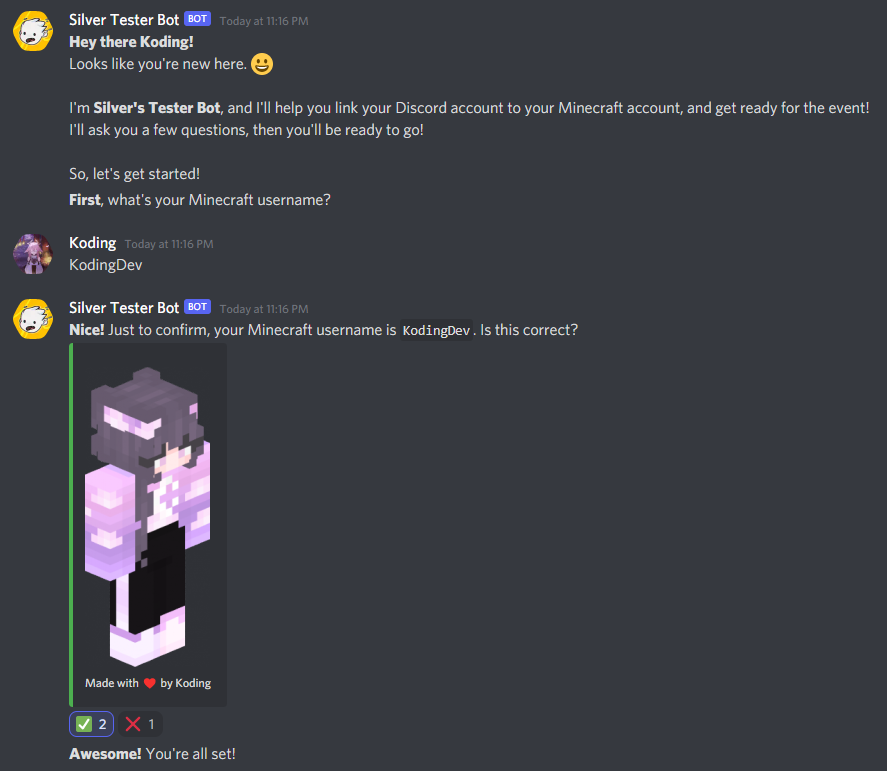 Silver Tester Bot BOT Today at 11:16 PM
Hey there Koding!
Looks like you're new here. 😀
I'm Silver's Tester Bot, and I'll help you link your Discord account to your Minecraft account, and get ready for the event!
I'll ask you a few questions, then you'll be ready to go!
So, let's get started!
First, what's your Minecraft username?
Koding Today at 11:16 PM
KodingDev
Silver Tester Bot BOT Today at 11:16 PM
Nice! Just to confirm, your Minecraft username is KodingDev. Is this correct?
Made with ❤ by Koding
✅ 2 ❌ 1
Awesome! You're all set!